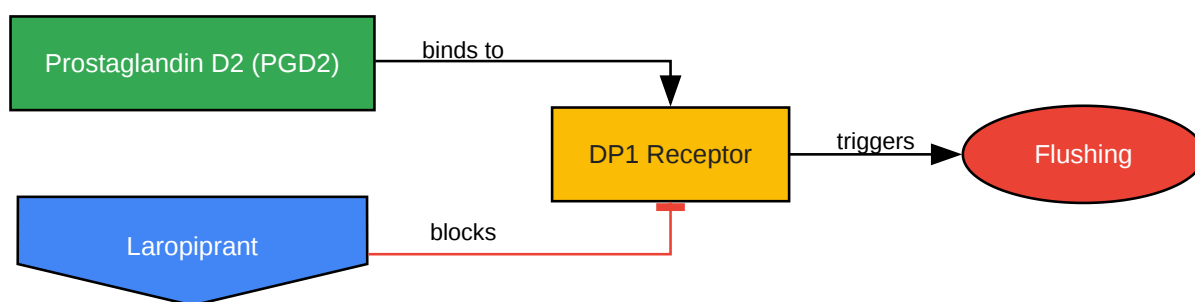 Prostaglandin D2 (PGD2)
binds to
DP1 Receptor
triggers
Flushing
Laropiprant
blocks